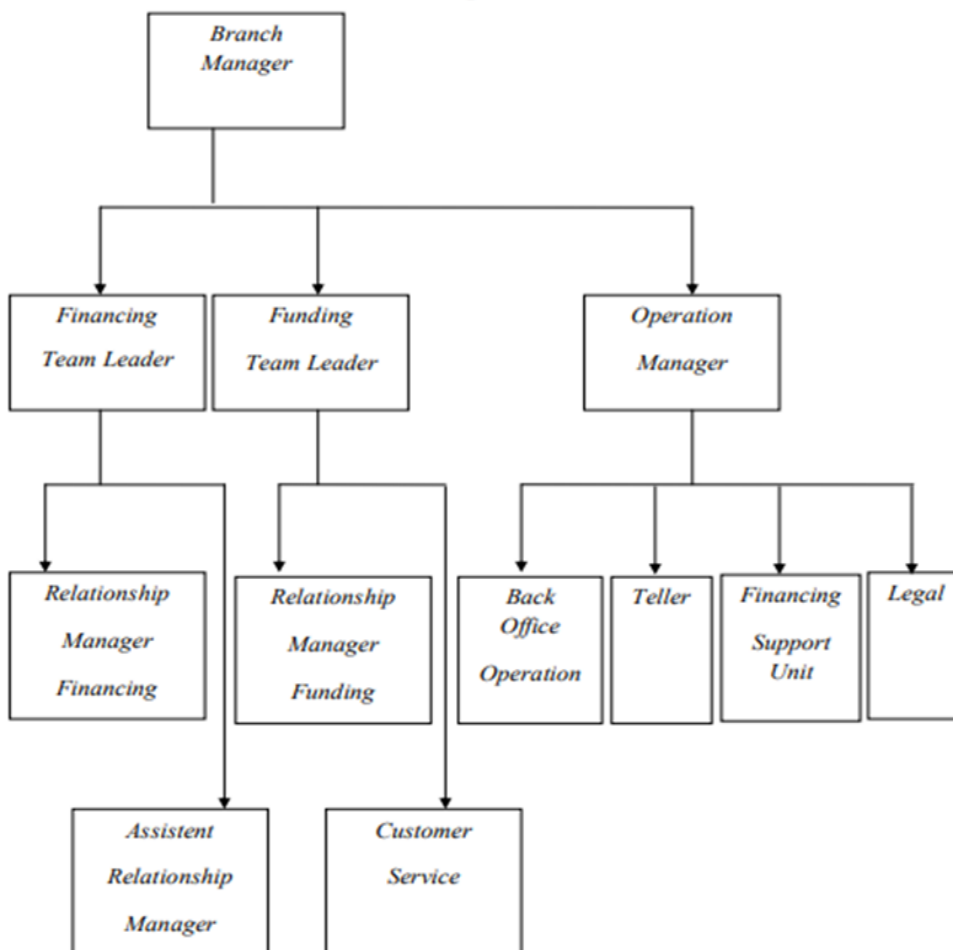 Branch
Manager
Financing
Team Leader
Funding
Team Leader
Operation
Manager
Relationship
Manager
Financing
Relationship
Manager
Funding
Back
Office
Operation
Teller
Financing
Support
Unit
Legal
Assistent
Relationship
Manager
Customer
Service